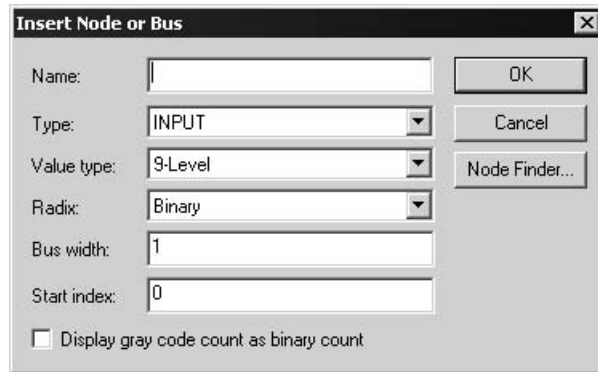 Insert Node or Bus
Name:
OK
Type: INPUT
Cancel
Value type: 9-Level
Node Finder...
Radix: Binary
Bus width: 1
Start index: 0
Display gray code count as binary count